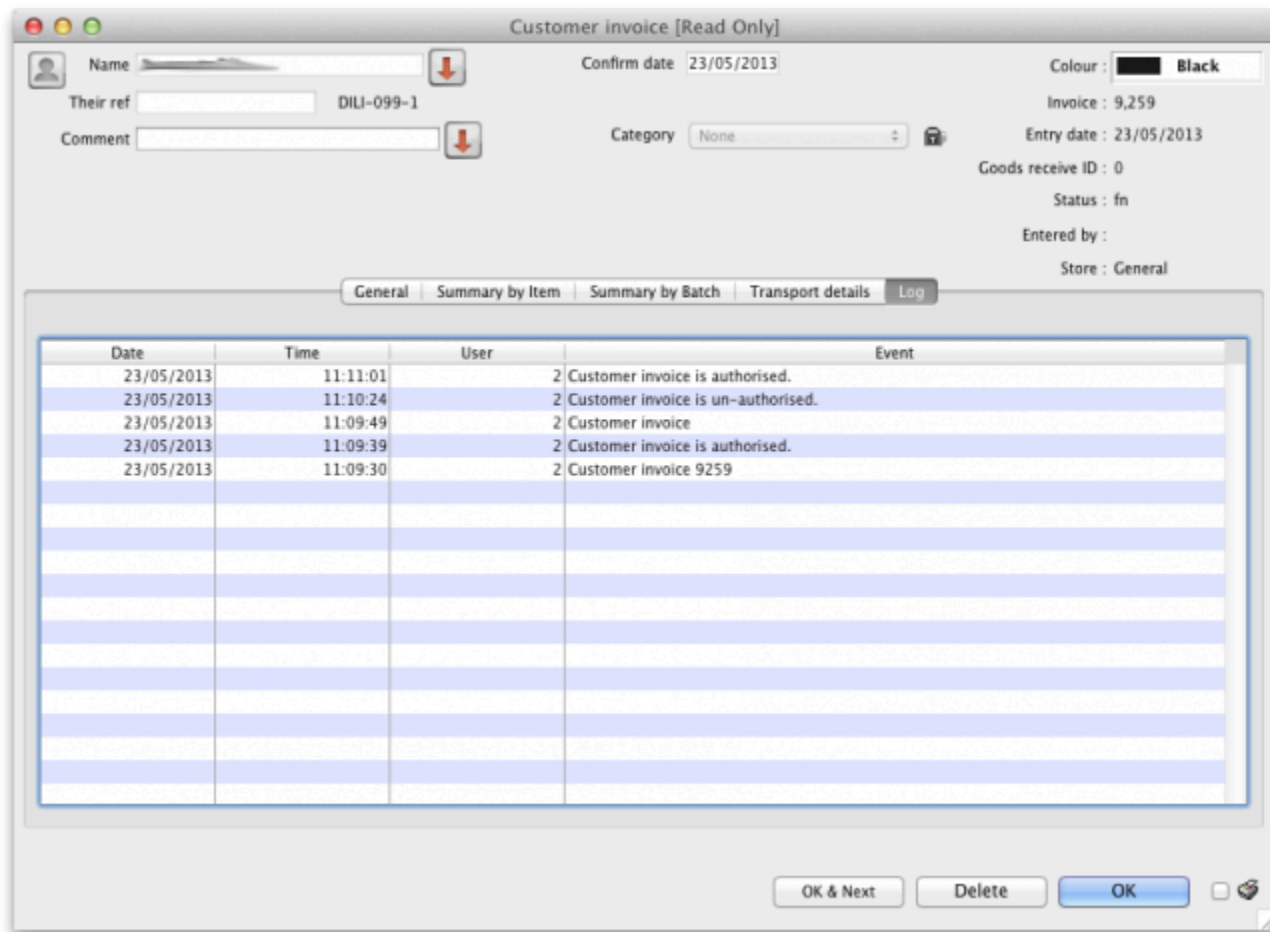 Customer invoice [Read Only]
Name
Confirm date 23/05/2013
Colour : Black
Their ref DILI-099-1
Invoice : 9,259
Comment
Category None
Entry date : 23/05/2013
Goods receive ID : 0
Status : fn
Entered by :
Store : General
General Summary by Item Summary by Batch Transport details Log
Date Time User Event
23/05/2013 11:11:01 2 Customer invoice is authorised.
23/05/2013 11:10:24 2 Customer invoice is un-authorised.
23/05/2013 11:09:49 2 Customer invoice
23/05/2013 11:09:39 2 Customer invoice is authorised.
23/05/2013 11:09:30 2 Customer invoice 9259
OK & Next Delete OK